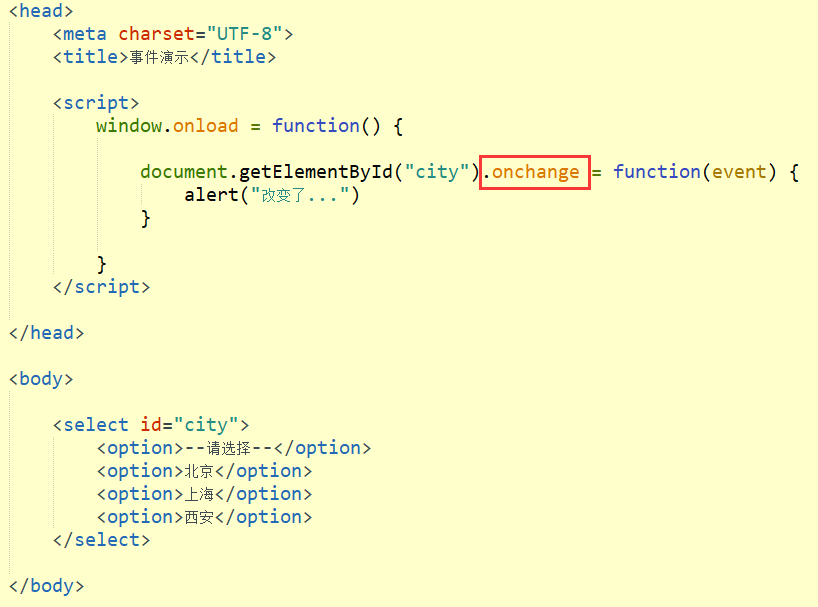 <head>
<meta charset="UTF-8">
<title>事件演示</title>
<script>
window.onload = function() {
document.getElementById("city").onchange = function(event) {
alert("改变了...")
}
}
</script>
</head>
<body>
<select id="city">
<option>--请选择--</option>
<option>北京</option>
<option>上海</option>
<option>西安</option>
</select>
</body>